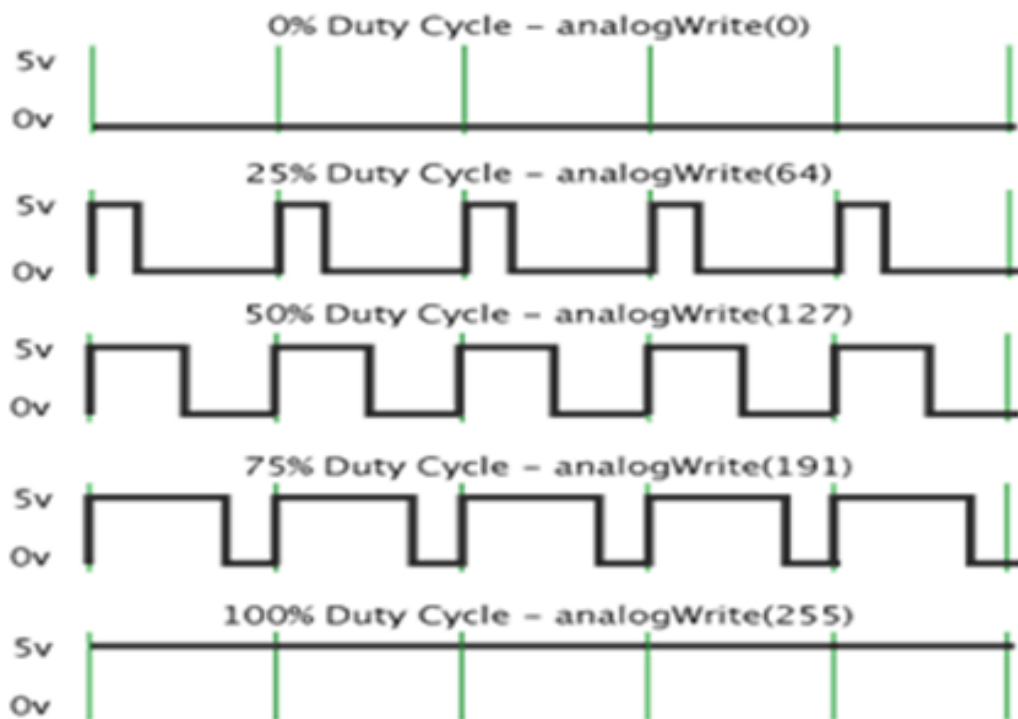 0% Duty Cycle – analogWrite(0)
5v
0v
25% Duty Cycle – analogWrite(64)
5v
0v
50% Duty Cycle – analogWrite(127)
5v
0v
75% Duty Cycle – analogWrite(191)
5v
0v
100% Duty Cycle – analogWrite(255)
5v
0v